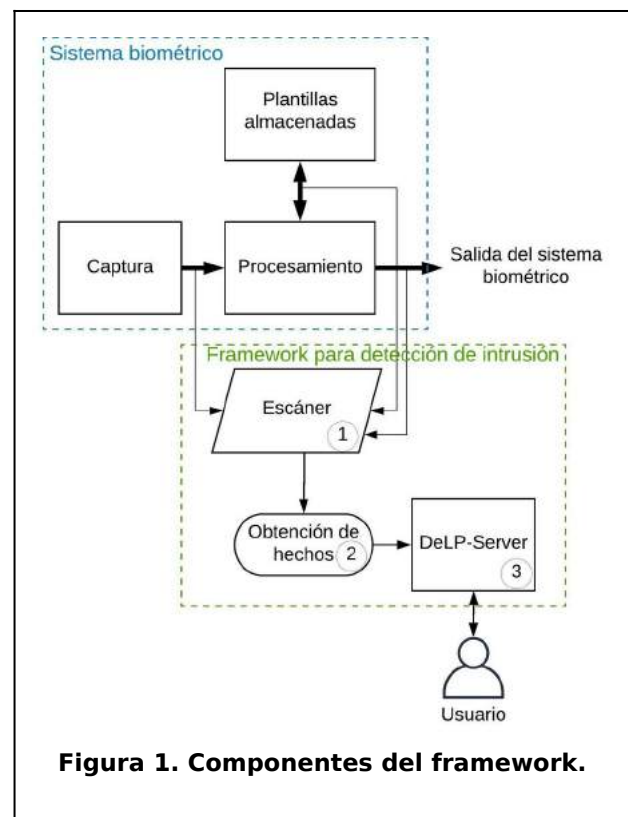 Sistema biométrico
Plantillas
almacenadas
Captura
Procesamiento
Salida del sistema
biométrico
Framework para detección de intrusión
Escáner
1
Obtención de
hechos
2
DeLP-Server
3
Usuario
Figura 1. Componentes del framework.